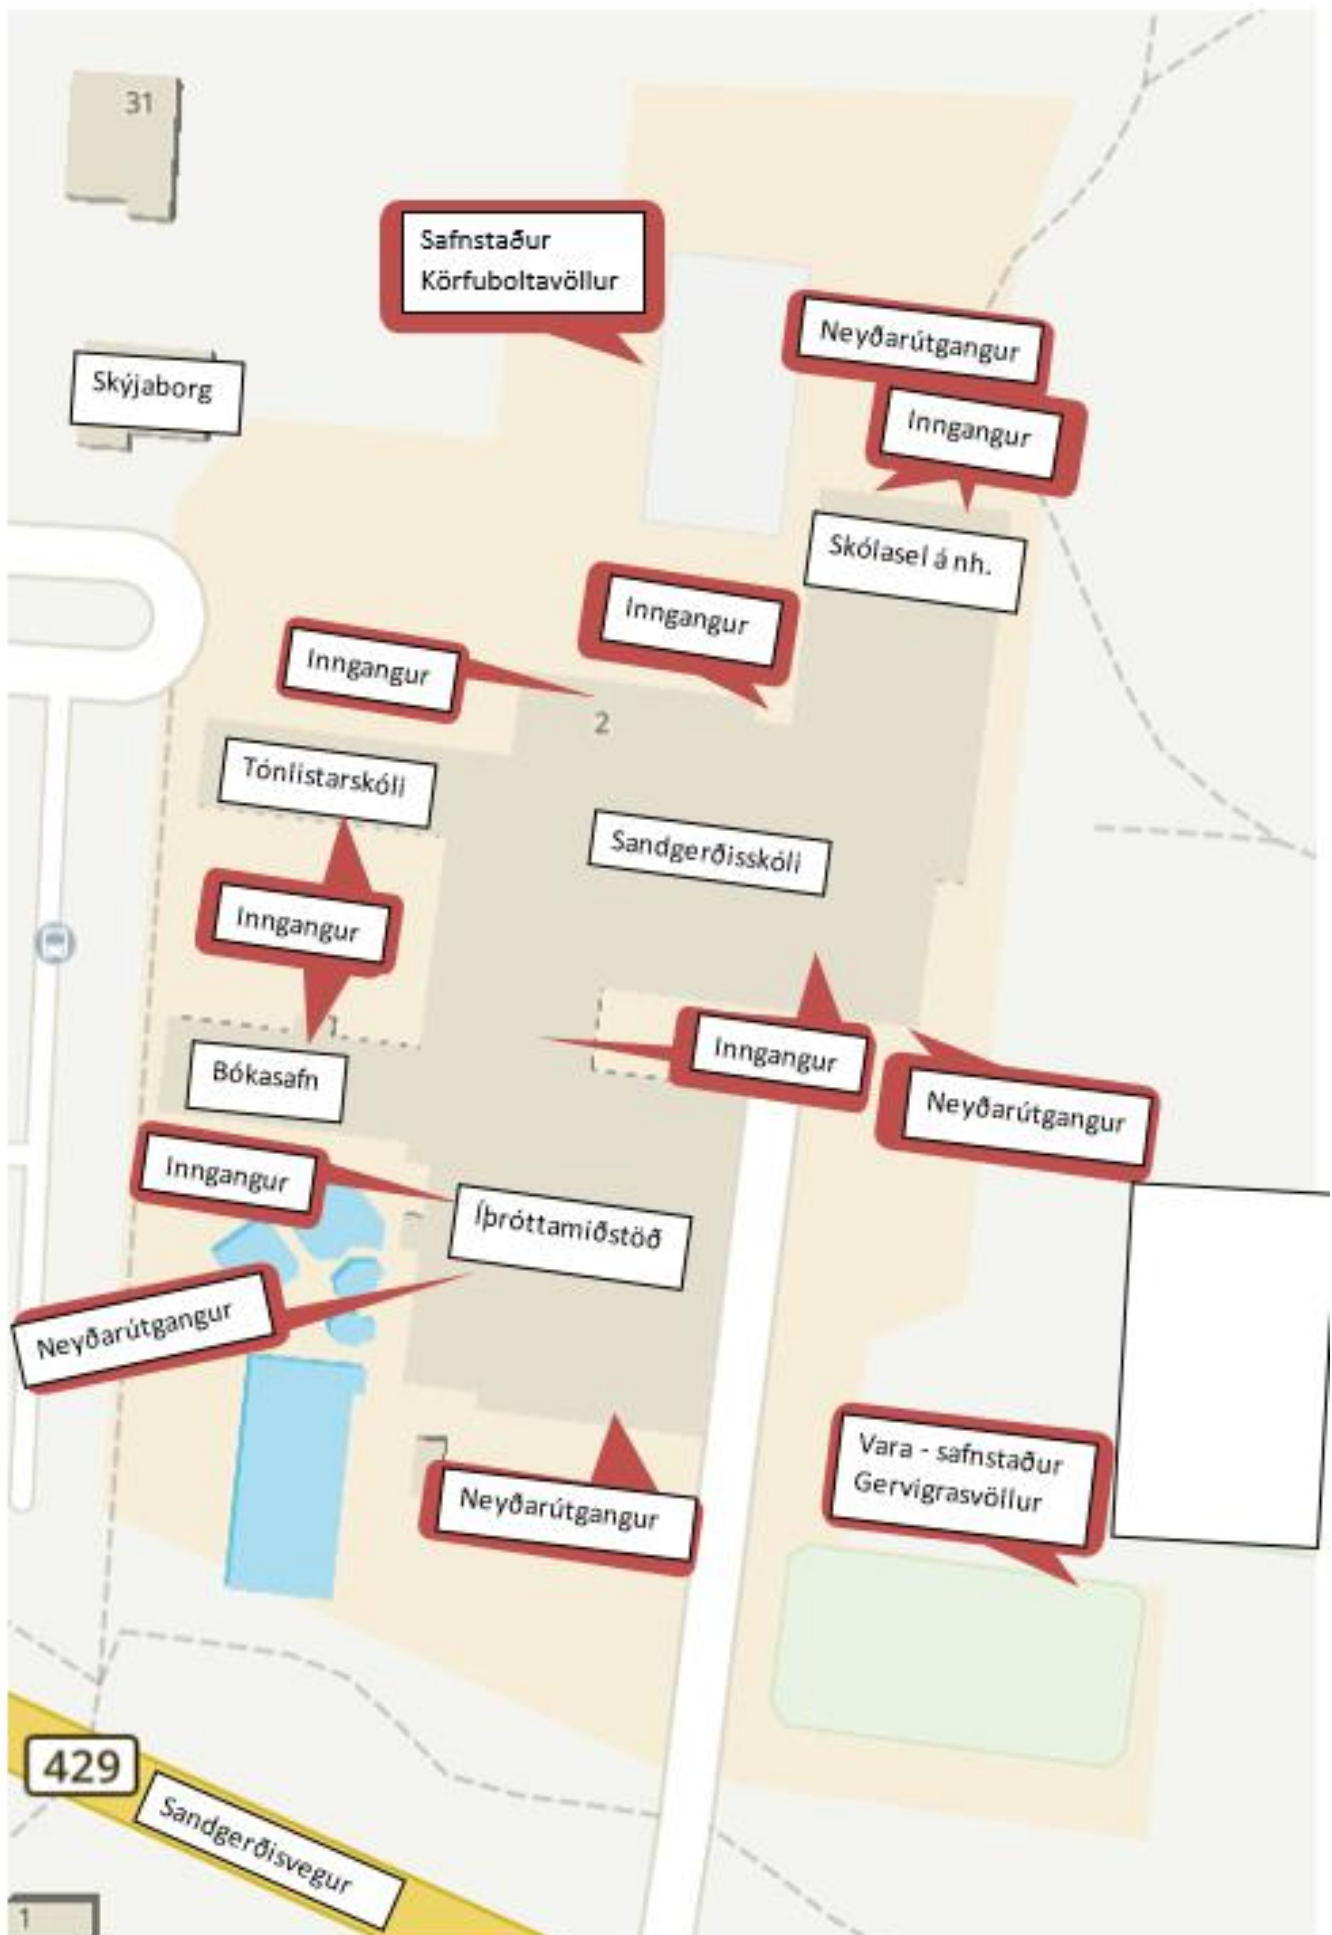 31
Safnstaður
Körfuboltavöllur
Neyðarútgangur
Skýjaborg
Inngangur
Skólasel á nh.
Inngangur
Inngangur
2
Tónlistarskóli
Sandgerðisskóli
Inngangur
Inngangur
Bókasafn
Neyðarútgangur
Inngangur
Íþróttamiðstöð
Neyðarútgangur
Vara - safnstaður
Gervigrasvöllur
Neyðarútgangur
429
Sandgerðisvegur
1